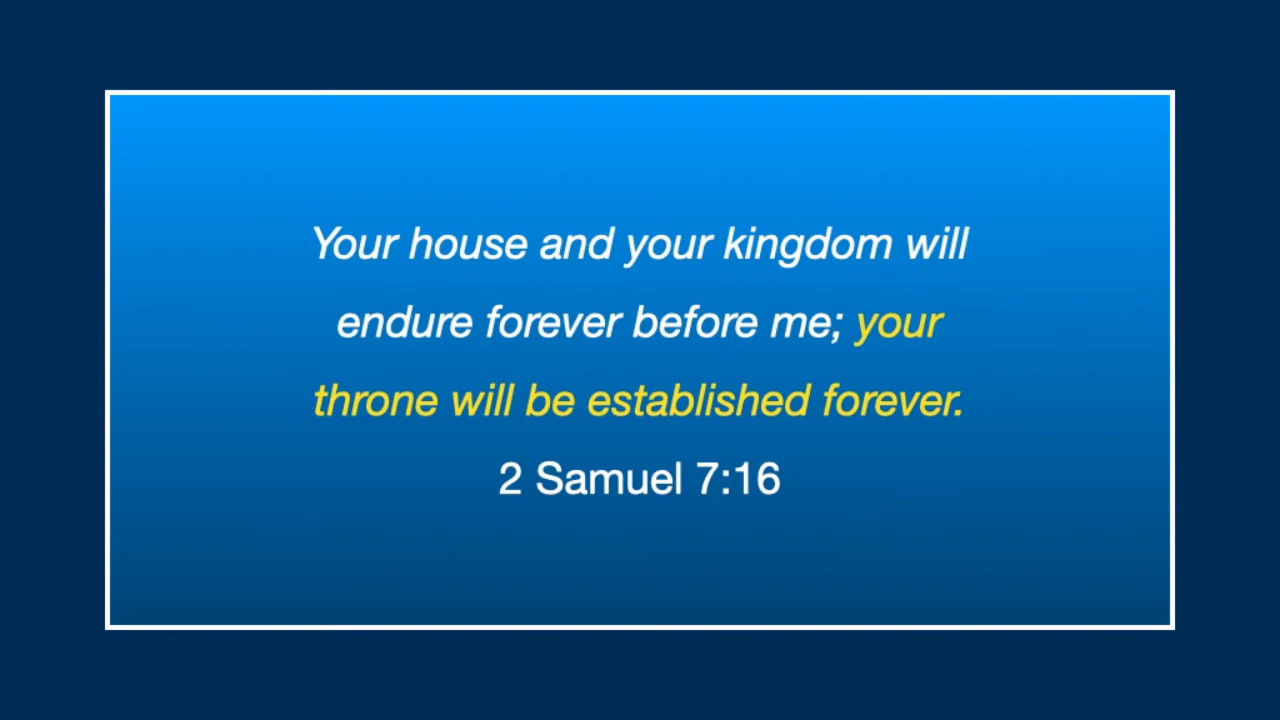 Your house and your kingdom will
endure forever before me; your
throne will be established forever.
2 Samuel 7:16